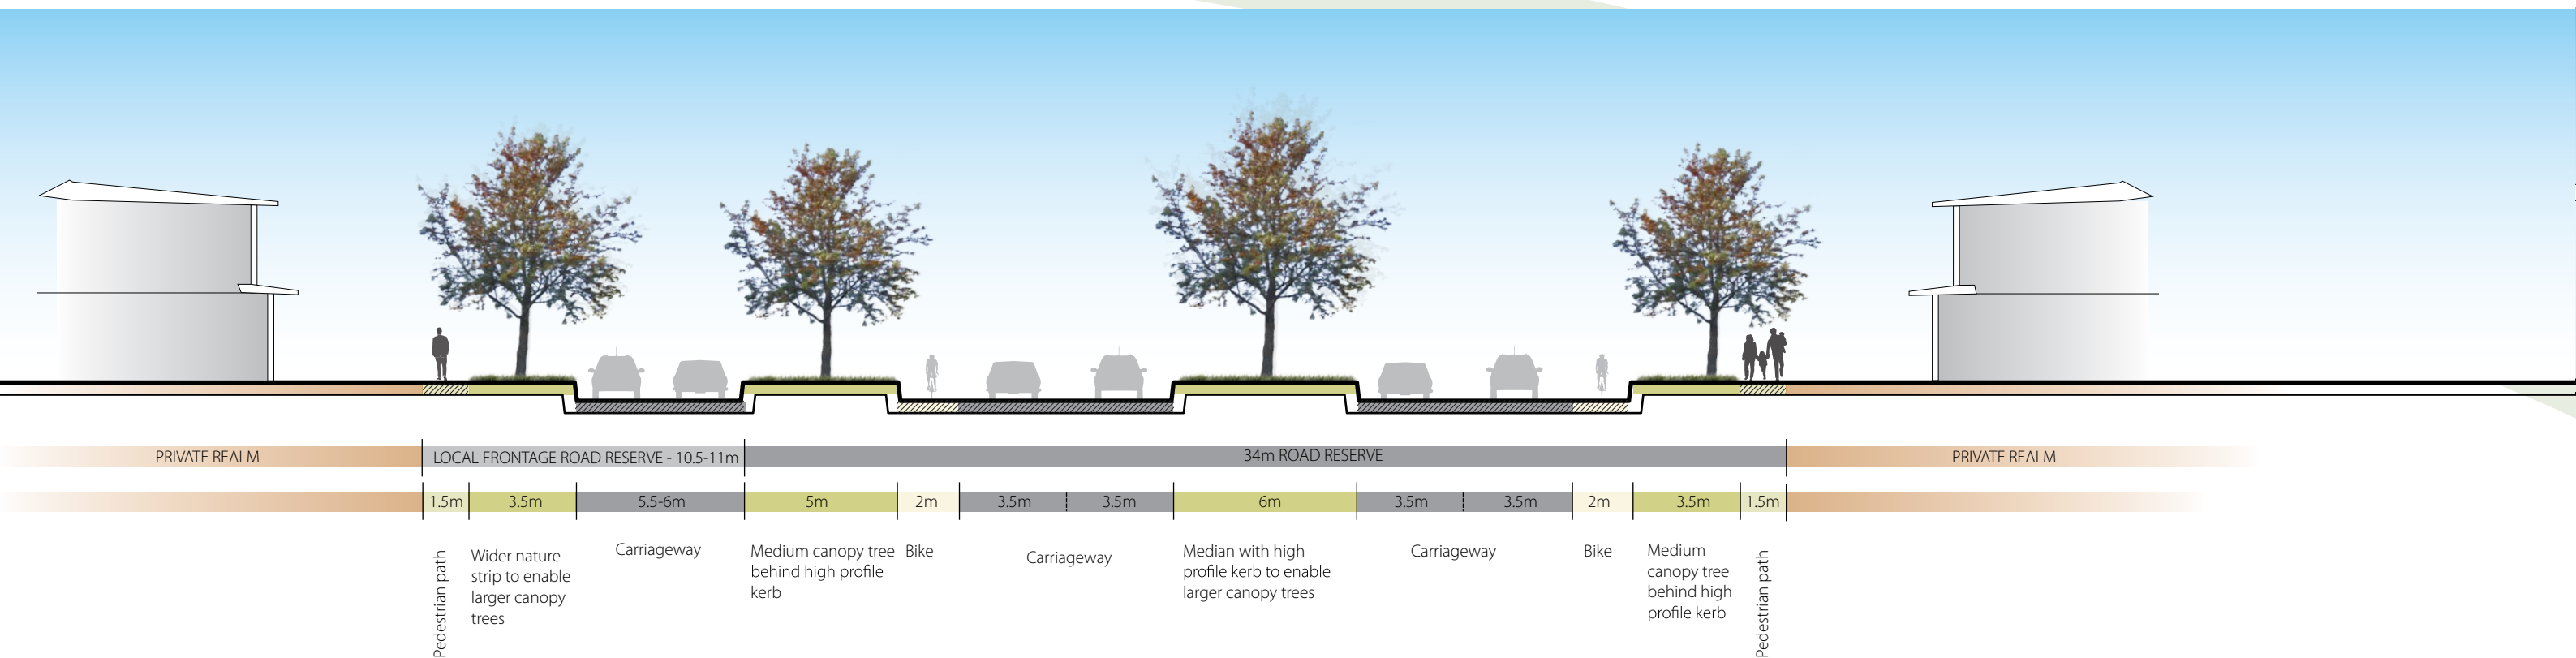 PRIVATE REALM
LOCAL FRONTAGE ROAD RESERVE - 10.5-11m
34m ROAD RESERVE
PRIVATE REALM
1.5m
3.5m
5.5-6m
5m
2m
3.5m
3.5m
6m
3.5m
3.5m
2m
3.5m
1.5m
Pedestrian path
Wider nature
strip to enable
larger canopy
trees
Carriageway
Medium canopy tree
behind high profile
kerb
Bike
Carriageway
Median with high
profile kerb to enable
larger canopy trees
Carriageway
Bike
Medium
canopy tree
behind high
profile kerb
Pedestrian path